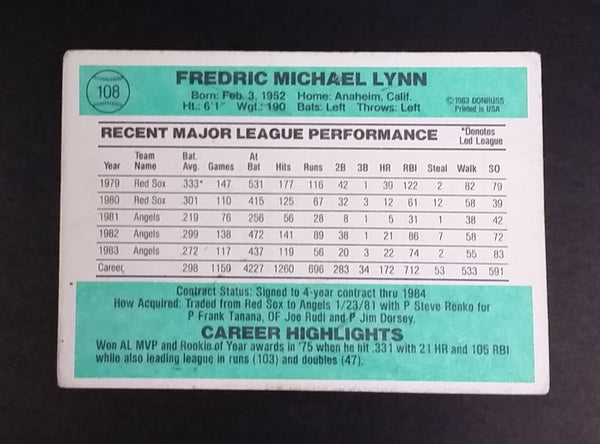 108
FREDRIC MICHAEL LYNN
Born: Feb. 3, 1952 Home: Anaheim, Calif.
Ht.: 6'1" Wgt.: 190 Bats: Left Throws: Left
©1983 DONRUSS
Printed in USA
RECENT MAJOR LEAGUE PERFORMANCE
*Denotes
Led League
Year Team Name Bat. Avg. Games At Bat Hits Runs 2B 3B HR RBI Steal Walk SO
1979 Red Sox .333* 147 531 177 116 42 1 39 122 2 82 79
1980 Red Sox .301 110 415 125 67 32 3 12 61 12 58 39
1981 Angels .219 76 256 56 28 8 1 5 31 1 38 42
1982 Angels .299 138 472 141 89 38 1 21 86 7 58 72
1983 Angels .272 117 437 119 56 20 3 22 74 2 55 83
Career .298 1159 4227 1260 696 283 34 172 712 53 533 591
Contract Status: Signed to 4-year contract thru 1984
How Acquired: Traded from Red Sox to Angels 1/23/81 with P Steve Renko for
P Frank Tanana, OF Joe Rudi and P Jim Dorsey.
CAREER HIGHLIGHTS
Won AL MVP and Rookie of Year awards in '75 when he hit .331 with 21 HR and 105 RBI
while also leading league in runs (103) and doubles (47).